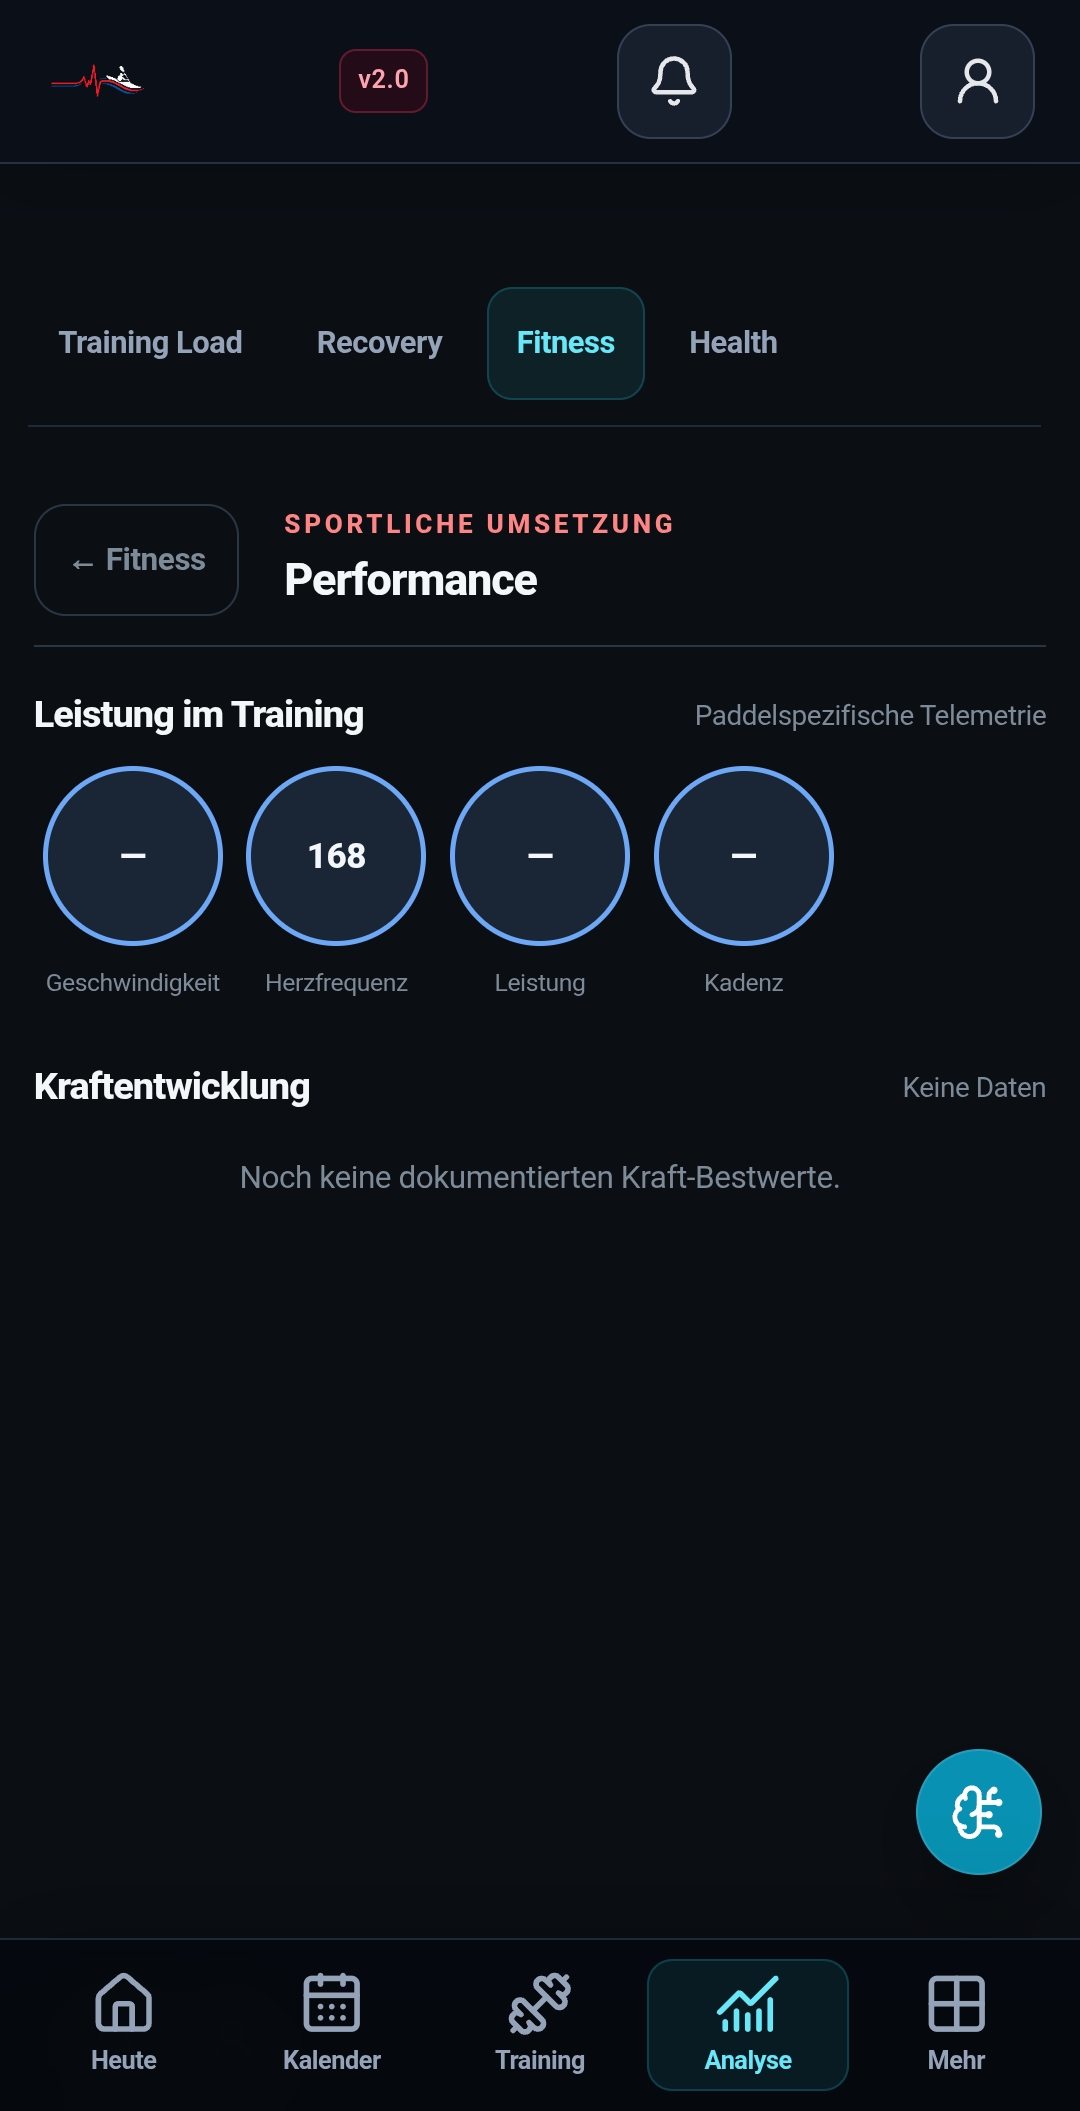 v2.0
Training Load Recovery Fitness Health
← Fitness
SPORTLICHE UMSETZUNG
Performance
Leistung im Training Paddelspezifische Telemetrie
– 168 – –
Geschwindigkeit Herzfrequenz Leistung Kadenz
Kraftentwicklung Keine Daten
Noch keine dokumentierten Kraft-Bestwerte.
Heute Kalender Training Analyse Mehr